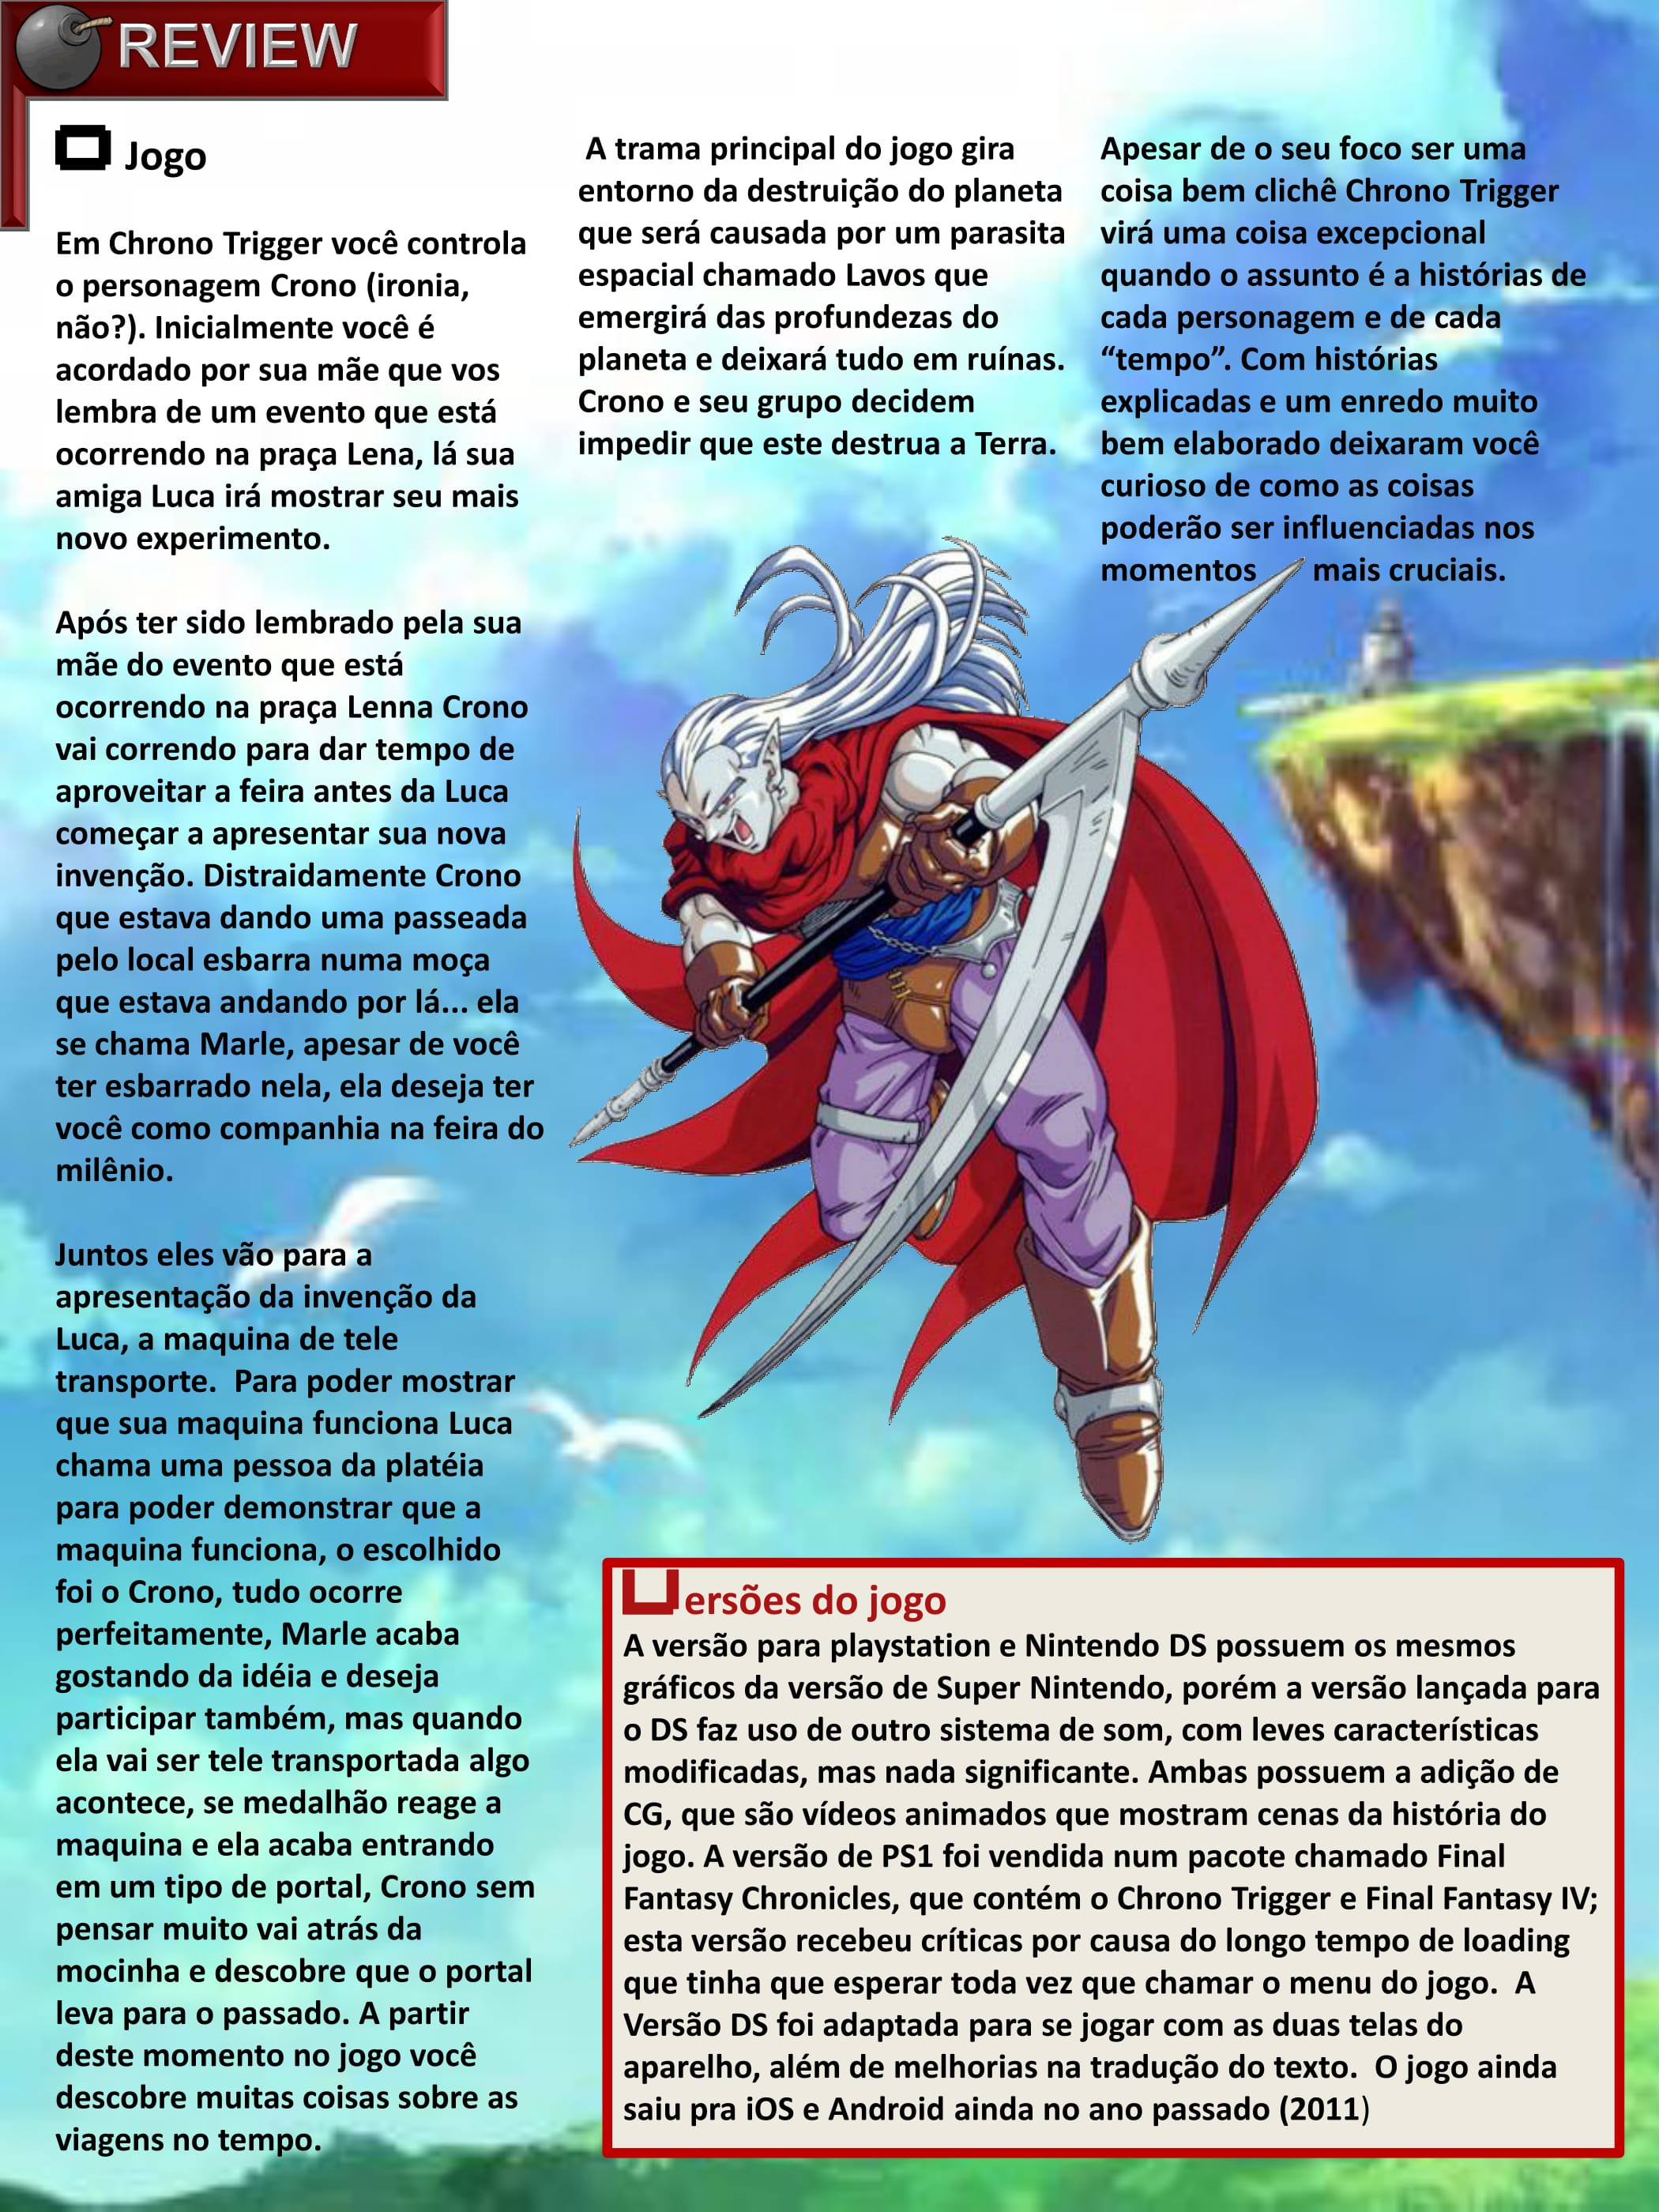 REVIEW
O Jogo
Em Chrono Trigger você controla
o personagem Crono (ironia,
não?). Inicialmente você é
acordado por sua mãe que vos
lembra de um evento que está
ocorrendo na praça Lena, lá sua
amiga Luca irá mostrar seu mais
novo experimento.
Após ter sido lembrado pela sua
mãe do evento que está
ocorrendo na praça Lenna Crono
vai correndo para dar tempo de
aproveitar a feira antes da Luca
começar a apresentar sua nova
invenção. Distraidamente Crono
que estava dando uma passeada
pelo local esbarra numa moça
que estava andando por lá... ela
se chama Marle, apesar de você
ter esbarrado nela, ela deseja ter
você como companhia na feira do
milênio.
Juntos eles vão para a
apresentação da invenção da
Luca, a maquina de tele
transporte.  Para poder mostrar
que sua maquina funciona Luca
chama uma pessoa da platéia
para poder demonstrar que a
maquina funciona, o escolhido
foi o Crono, tudo ocorre
perfeitamente, Marle acaba
gostando da idéia e deseja
participar também, mas quando
ela vai ser tele transportada algo
acontece, se medalhão reage a
maquina e ela acaba entrando
em um tipo de portal, Crono sem
pensar muito vai atrás da
mocinha e descobre que o portal
leva para o passado. A partir
deste momento no jogo você
descobre muitas coisas sobre as
viagens no tempo.
A trama principal do jogo gira
entorno da destruição do planeta
que será causada por um parasita
espacial chamado Lavos que
emergirá das profundezas do
planeta e deixará tudo em ruínas.
Crono e seu grupo decidem
impedir que este destrua a Terra.
Apesar de o seu foco ser uma
coisa bem clichê Chrono Trigger
virá uma coisa excepcional
quando o assunto é a histórias de
cada personagem e de cada
“tempo”. Com histórias
explicadas e um enredo muito
bem elaborado deixaram você
curioso de como as coisas
poderão ser influenciadas nos
momentos mais cruciais.
Versões do jogo
A versão para playstation e Nintendo DS possuem os mesmos
gráficos da versão de Super Nintendo, porém a versão lançada para
o DS faz uso de outro sistema de som, com leves características
modificadas, mas nada significante. Ambas possuem a adição de
CG, que são vídeos animados que mostram cenas da história do
jogo. A versão de PS1 foi vendida num pacote chamado Final
Fantasy Chronicles, que contém o Chrono Trigger e Final Fantasy IV;
esta versão recebeu críticas por causa do longo tempo de loading
que tinha que esperar toda vez que chamar o menu do jogo.  A
Versão DS foi adaptada para se jogar com as duas telas do
aparelho, além de melhorias na tradução do texto.  O jogo ainda
saiu pra iOS e Android ainda no ano passado (2011)